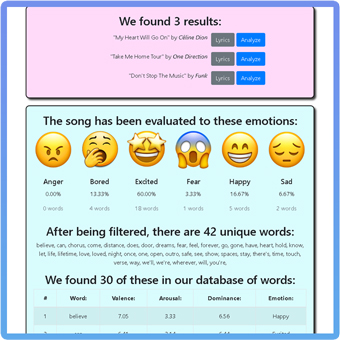 We found 3 results:
"My Heart Will Go On" by Céline Dion Lyrics Analyze
"Take Me Home Tour" by One Direction Lyrics Analyze
"Don't Stop The Music" by Funk Lyrics Analyze
The song has been evaluated to these emotions:
Anger Bored Excited Fear Happy Sad
0.00% 13.33% 60.00% 3.33% 16.67% 6.67%
0 words 4 words 18 words 1 words 5 words 2 words
After being filtered, there are 42 unique words:
believe, can, chorus, come, distance, does, door, dreams, fear, feel, forever, go, gone, have, heart, hold, know,
let, life, lifetime, love, loved, night, once, one, open, outro, safe, see, show, spaces, stay, there's, time, touch,
verse, way, we'll, we're, wherever, will, you're,
We found 30 of these in our database of words:
# Word: Valence: Arousal: Dominance: Emotion:
1 believe 7.05 3.33 6.56 Happy